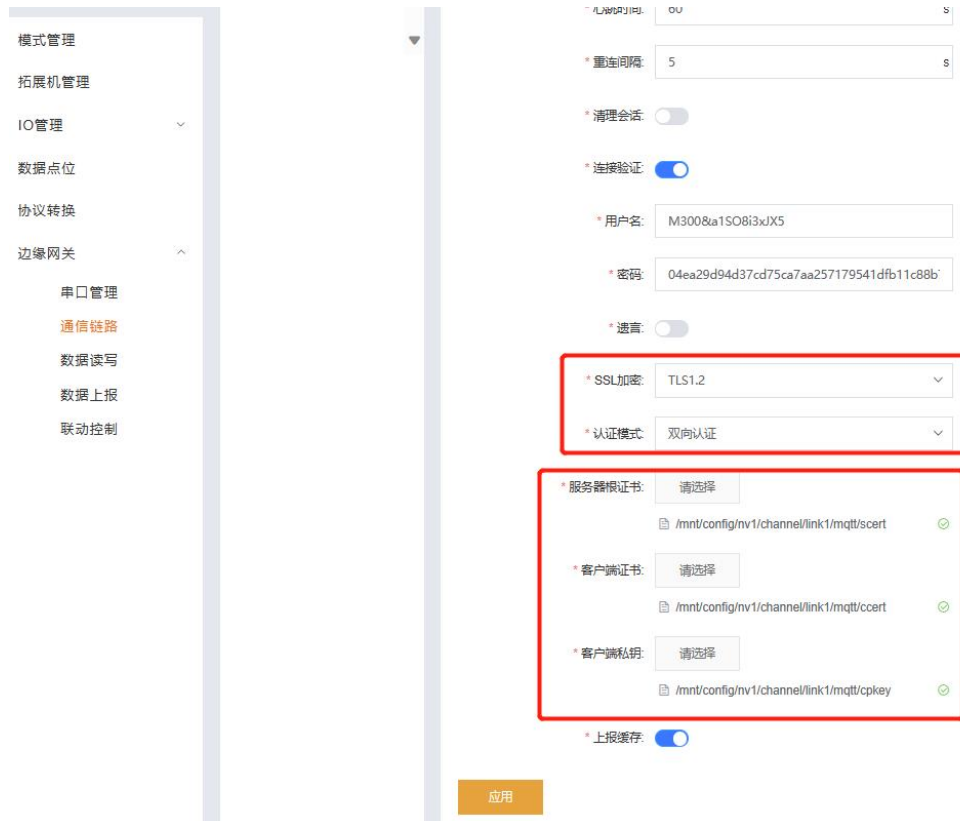 模式管理
拓展机管理
IO管理
数据点位
协议转换
边缘网关
串口管理
通信链路
数据读写
数据上报
联动控制
* 心跳时间: 60 s
* 重连间隔: 5 s
* 清理会话:
* 连接验证:
* 用户名: M300&a1SO8i3xJX5
* 密码: 04ea29d94d37cd75ca7aa257179541dfb11c88b
* 遗言:
* SSL加密: TLS1.2
* 认证模式: 双向认证
* 服务器根证书: 请选择
/mnt/config/nv1/channel/link1/mqtt/scert
* 客户端证书: 请选择
/mnt/config/nv1/channel/link1/mqtt/ccert
* 客户端私钥: 请选择
/mnt/config/nv1/channel/link1/mqtt/cpkey
* 上报缓存:
应用